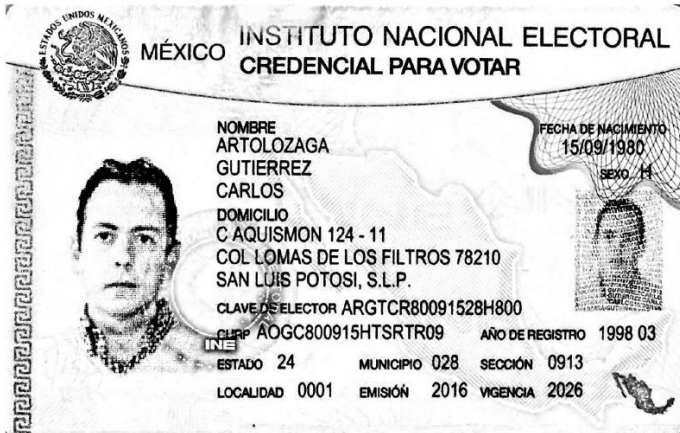 ESTADOS UNIDOS MEXICANOS
MÉXICO
INSTITUTO NACIONAL ELECTORAL
CREDENCIAL PARA VOTAR
NOMBRE
ARTOLOZAGA
GUTIERREZ
CARLOS
FECHA DE NACIMIENTO
15/09/1980
SEXO H
DOMICILIO
C AQUISMON 124 - 11
COL LOMAS DE LOS FILTROS 78210
SAN LUIS POTOSI, S.L.P.
CLAVE DE ELECTOR ARGTCR80091528H800
CURP AOGC800915HTSRTR09 AÑO DE REGISTRO 1998 03
INE
ESTADO 24 MUNICIPIO 028 SECCIÓN 0913
LOCALIDAD 0001 EMISIÓN 2016 VIGENCIA 2026